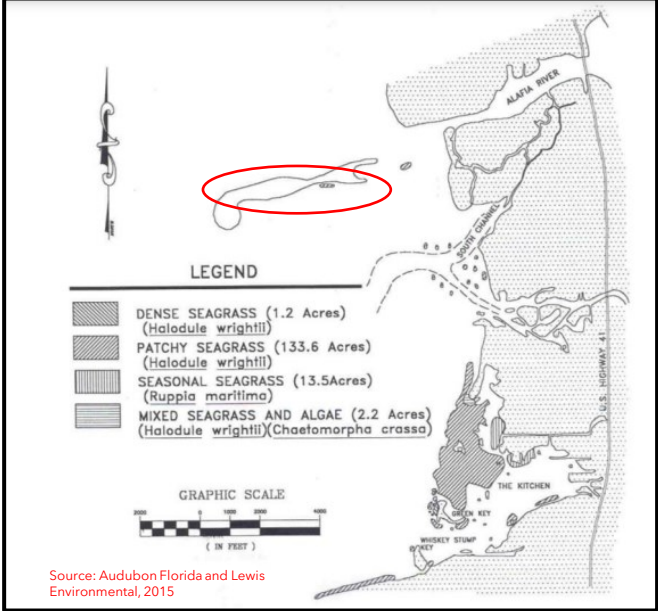 ALAFIA RIVER
SOUTH CHANNEL
LEGEND
DENSE SEAGRASS (1.2 Acres)
(Halodule wrightii)
PATCHY SEAGRASS (133.6 Acres)
(Halodule wrightii)
SEASONAL SEAGRASS (13.5Acres)
(Ruppia maritima)
MIXED SEAGRASS AND ALGAE (2.2 Acres)
(Halodule wrightii)(Chaetomorpha crassa)
U.S. HIGHWAY 41
THE KITCHEN
GREEN KEY
WHISKEY STUMP
KEY
GRAPHIC SCALE
2000 0 1000 2000 4000
( IN FEET )
Source: Audubon Florida and Lewis
Environmental, 2015